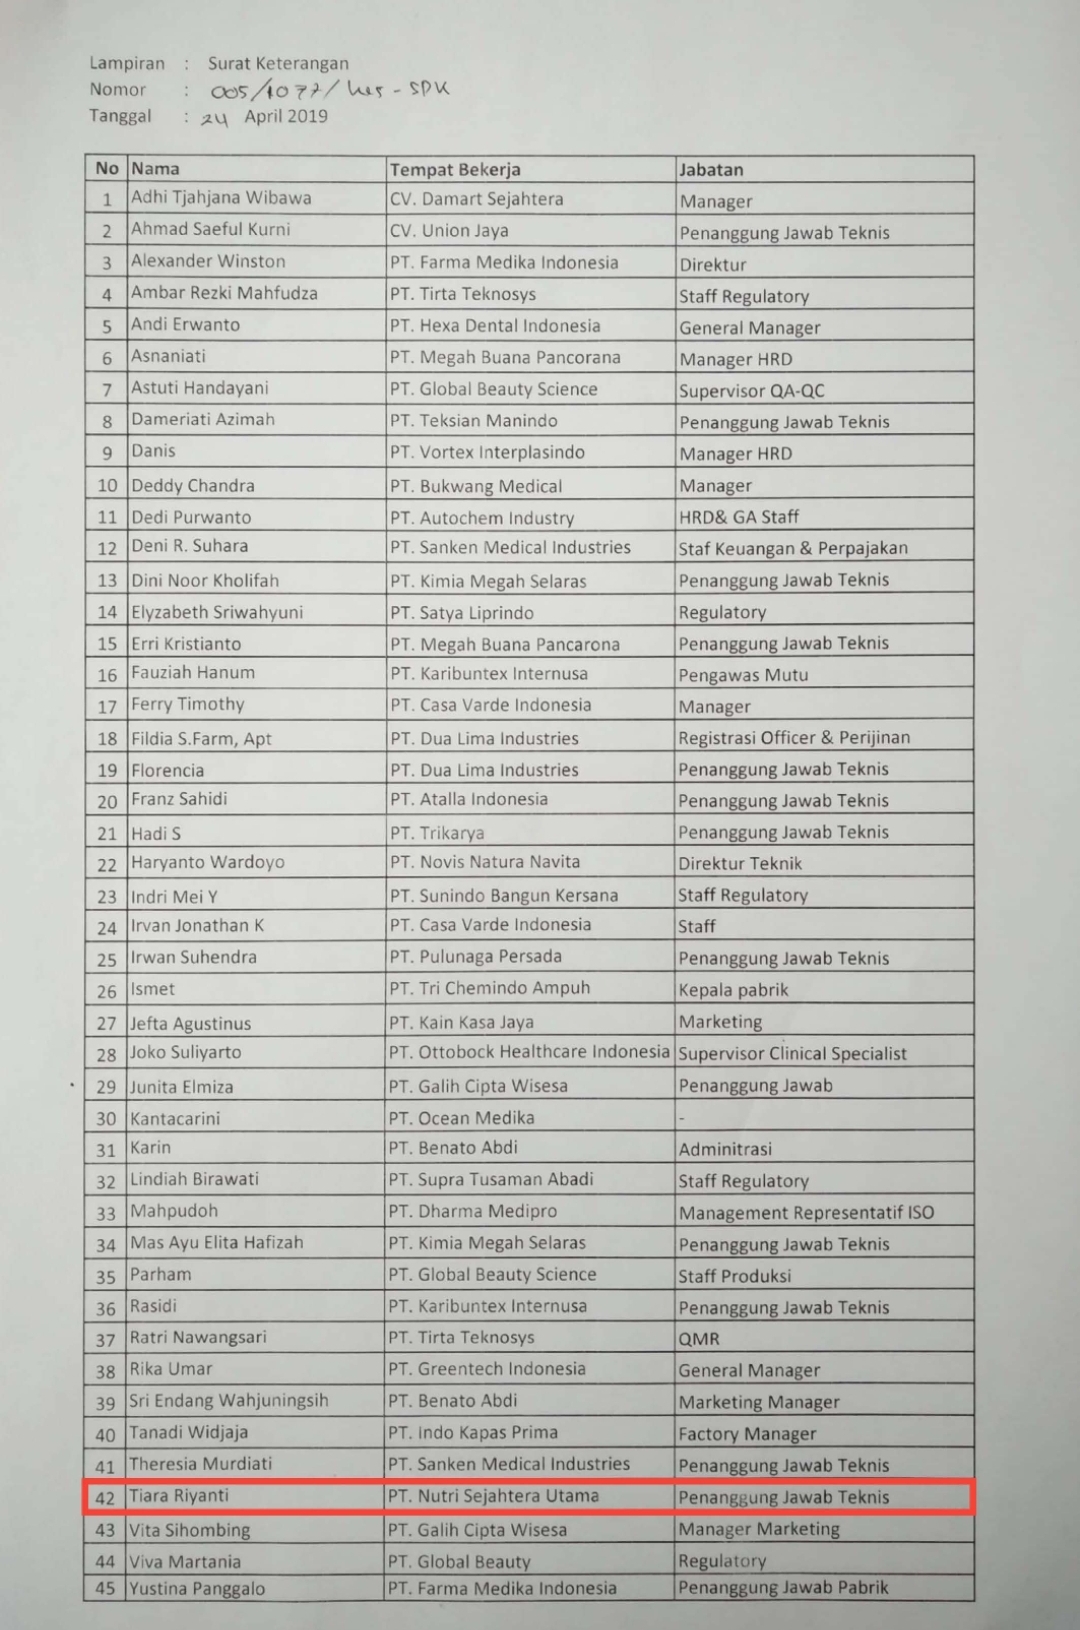 Lampiran : Surat Keterangan
Nomor : 005/1077/Kes-SDK
Tanggal : 24 April 2019
No Nama Tempat Bekerja Jabatan
1 Adhi Tjahjana Wibawa CV. Damart Sejahtera Manager
2 Ahmad Saeful Kurni CV. Union Jaya Penanggung Jawab Teknis
3 Alexander Winston PT. Farma Medika Indonesia Direktur
4 Ambar Rezki Mahfudza PT. Tirta Teknosys Staff Regulatory
5 Andi Erwanto PT. Hexa Dental Indonesia General Manager
6 Asnaniati PT. Megah Buana Pancorana Manager HRD
7 Astuti Handayani PT. Global Beauty Science Supervisor QA-QC
8 Dameriati Azimah PT. Teksian Manindo Penanggung Jawab Teknis
9 Danis PT. Vortex Interplasindo Manager HRD
10 Deddy Chandra PT. Bukwang Medical Manager
11 Dedi Purwanto PT. Autochem Industry HRD& GA Staff
12 Deni R. Suhara PT. Sanken Medical Industries Staf Keuangan & Perpajakan
13 Dini Noor Kholifah PT. Kimia Megah Selaras Penanggung Jawab Teknis
14 Elyzabeth Sriwahyuni PT. Satya Liprindo Regulatory
15 Erri Kristianto PT. Megah Buana Pancarona Penanggung Jawab Teknis
16 Fauziah Hanum PT. Karibuntex Internusa Pengawas Mutu
17 Ferry Timothy PT. Casa Varde Indonesia Manager
18 Fildia S.Farm, Apt PT. Dua Lima Industries Registrasi Officer & Perijinan
19 Florencia PT. Dua Lima Industries Penanggung Jawab Teknis
20 Franz Sahidi PT. Atalla Indonesia Penanggung Jawab Teknis
21 Hadi S PT. Trikarya Penanggung Jawab Teknis
22 Haryanto Wardoyo PT. Novis Natura Navita Direktur Teknik
23 Indri Mei Y PT. Sunindo Bangun Kersana Staff Regulatory
24 Irvan Jonathan K PT. Casa Varde Indonesia Staff
25 Irwan Suhendra PT. Pulunaga Persada Penanggung Jawab Teknis
26 Ismet PT. Tri Chemindo Ampuh Kepala pabrik
27 Jefta Agustinus PT. Kain Kasa Jaya Marketing
28 Joko Suliyarto PT. Ottobock Healthcare Indonesia Supervisor Clinical Specialist
29 Junita Elmiza PT. Galih Cipta Wisesa Penanggung Jawab
30 Kantacarini PT. Ocean Medika -
31 Karin PT. Benato Abdi Adminitrasi
32 Lindiah Birawati PT. Supra Tusaman Abadi Staff Regulatory
33 Mahpudoh PT. Dharma Medipro Management Representatif ISO
34 Mas Ayu Elita Hafizah PT. Kimia Megah Selaras Penanggung Jawab Teknis
35 Parham PT. Global Beauty Science Staff Produksi
36 Rasidi PT. Karibuntex Internusa Penanggung Jawab Teknis
37 Ratri Nawangsari PT. Tirta Teknosys QMR
38 Rika Umar PT. Greentech Indonesia General Manager
39 Sri Endang Wahjuningsih PT. Benato Abdi Marketing Manager
40 Tanadi Widjaja PT. Indo Kapas Prima Factory Manager
41 Theresia Murdiati PT. Sanken Medical Industries Penanggung Jawab Teknis
42 Tiara Riyanti PT. Nutri Sejahtera Utama Penanggung Jawab Teknis
43 Vita Sihombing PT. Galih Cipta Wisesa Manager Marketing
44 Viva Martania PT. Global Beauty Regulatory
45 Yustina Panggalo PT. Farma Medika Indonesia Penanggung Jawab Pabrik